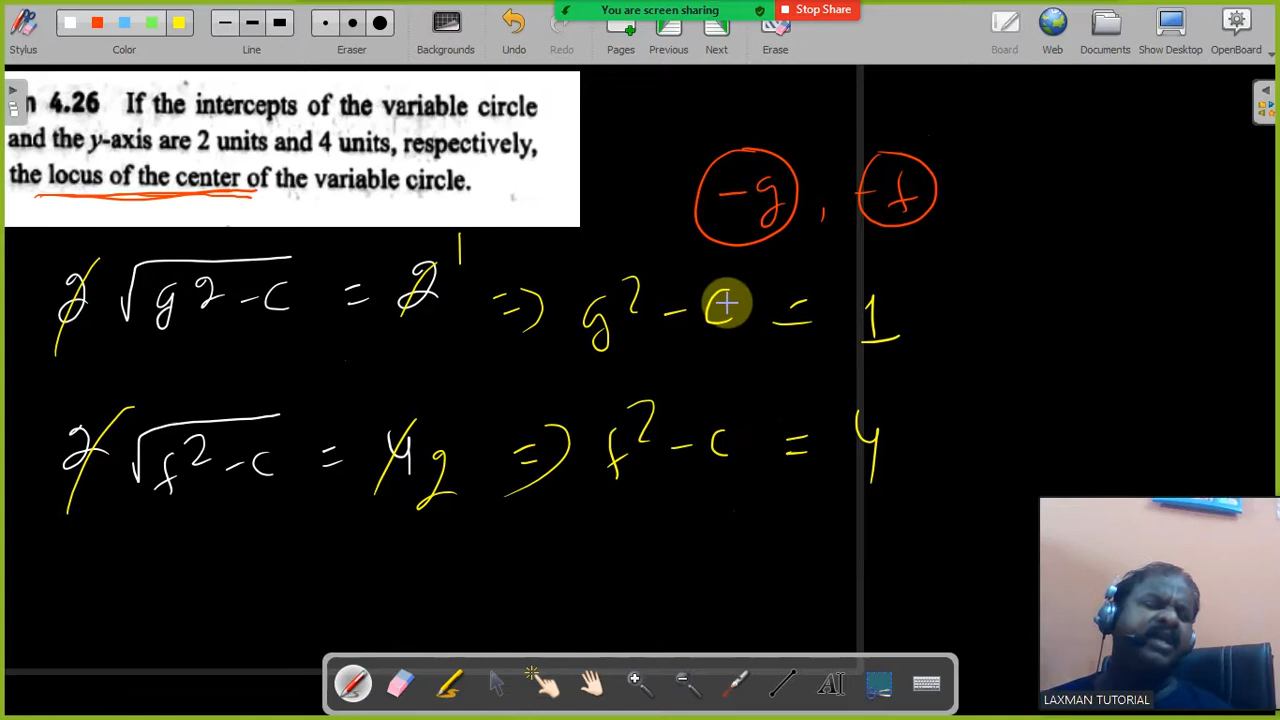 You are screen sharing
Stop Share
Stylus
Color
Line
Eraser
Backgrounds
Undo
Redo
Pages
Previous
Next
Erase
Board
Web
Documents
Show Desktop
OpenBoard
4.26 If the intercepts of the variable circle
and the y-axis are 2 units and 4 units, respectively,
the locus of the center of the variable circle.
-g , -f
2 √g2-c = 2 1 => g²-c = 1
2 √f²-c = 4 2 => f²-c = 4
LAXMAN TUTORIAL